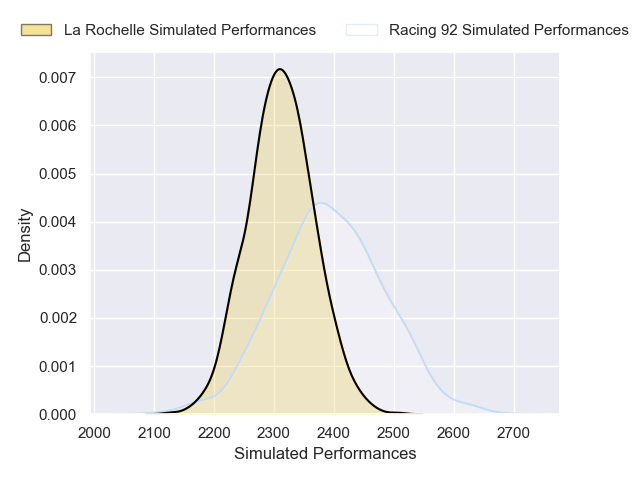 La Rochelle Simulated Performances
Racing 92 Simulated Performances
0.007
0.006
0.005
0.004
0.003
0.002
0.001
0.000
Density
2000 2100 2200 2300 2400 2500 2600 2700
Simulated Performances